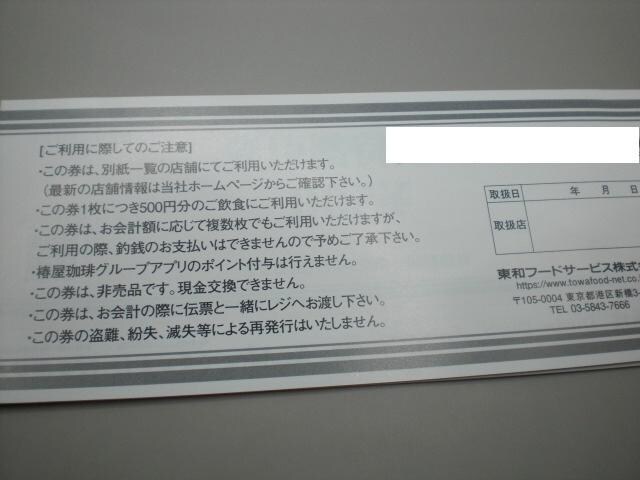 [ご利用に際してのご注意]
・この券は、別紙一覧の店舗にてご利用いただけます。
（最新の店舗情報は当社ホームページからご確認下さい。）
・この券1枚につき500円分のご飲食にご利用いただけます。
・この券は、お会計額に応じて複数枚でもご利用いただけますが、
ご利用の際、釣銭のお支払いはできませんので予めご了承下さい。
・椿屋珈琲グループアプリのポイント付与は行えません。
・この券は、非売品です。現金交換できません。
・この券は、お会計の際に伝票と一緒にレジへお渡し下さい。
・この券の盗難、紛失、滅失等による再発行はいたしません。
取扱日 年 月 日
取扱店
東和フードサービス株式
https://www.towafood-net.co.
〒105-0004 東京都港区新橋3-
TEL 03-5843-7666